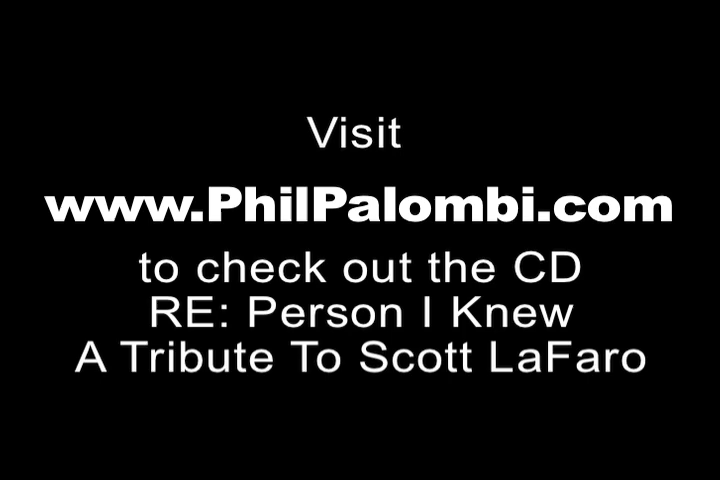 Visit
www.PhilPalombi.com
to check out the CD
RE: Person I Knew
A Tribute To Scott LaFaro